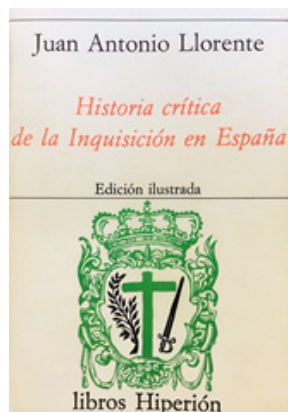 Juan Antonio Llorente
Historia crítica
de la Inquisición en España
Edición ilustrada
libros Hiperión